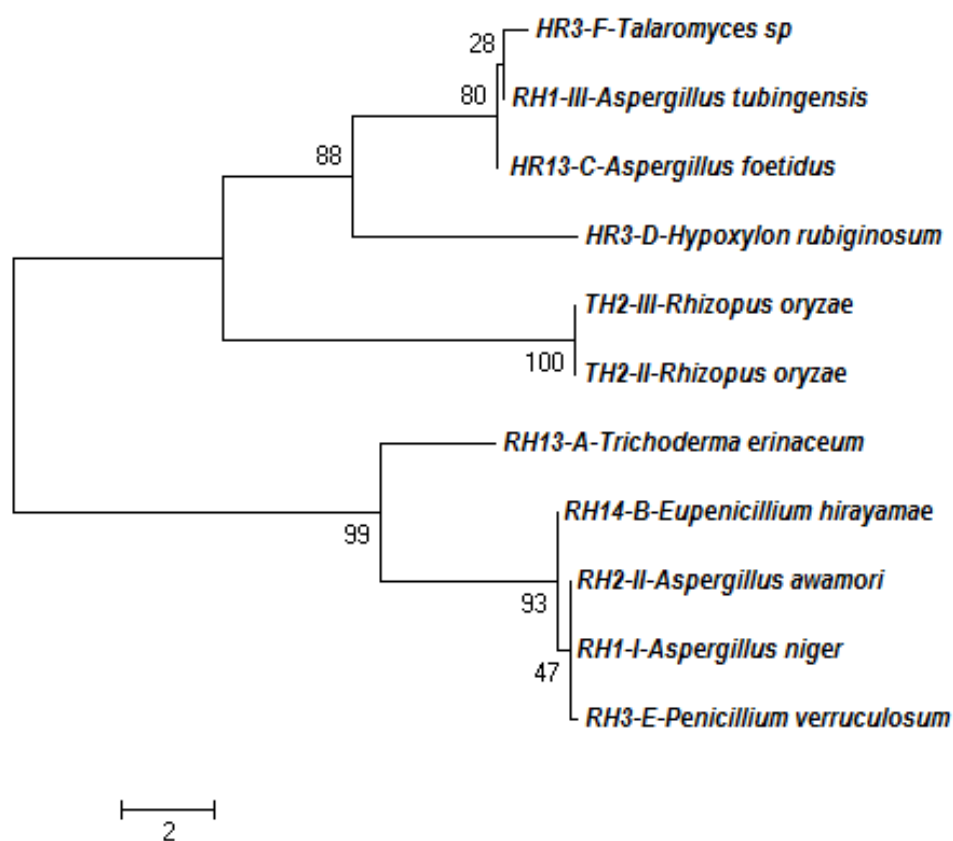 HR3-F-Talaromyces sp
28
RH1-III-Aspergillus tubingensis
80
HR13-C-Aspergillus foetidus
88
HR3-D-Hypoxylon rubiginosum
TH2-III-Rhizopus oryzae
100
TH2-II-Rhizopus oryzae
RH13-A-Trichoderma erinaceum
99
RH14-B-Eupenicillium hirayamae
93
RH2-II-Aspergillus awamori
RH1-I-Aspergillus niger
47
RH3-E-Penicillium verruculosum
2